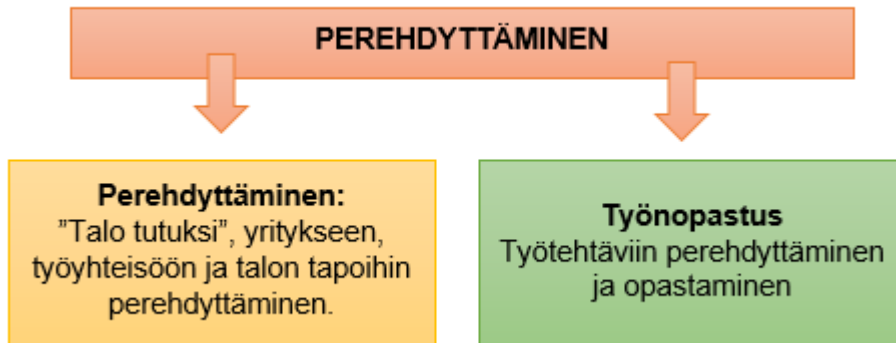 PEREHDYTTÄMINEN
Perehdyttäminen:
”Talo tutuksi”, yritykseen,
työyhteisöön ja talon tapoihin
perehdyttäminen.
Työnopastus
Työtehtäviin perehdyttäminen
ja opastaminen